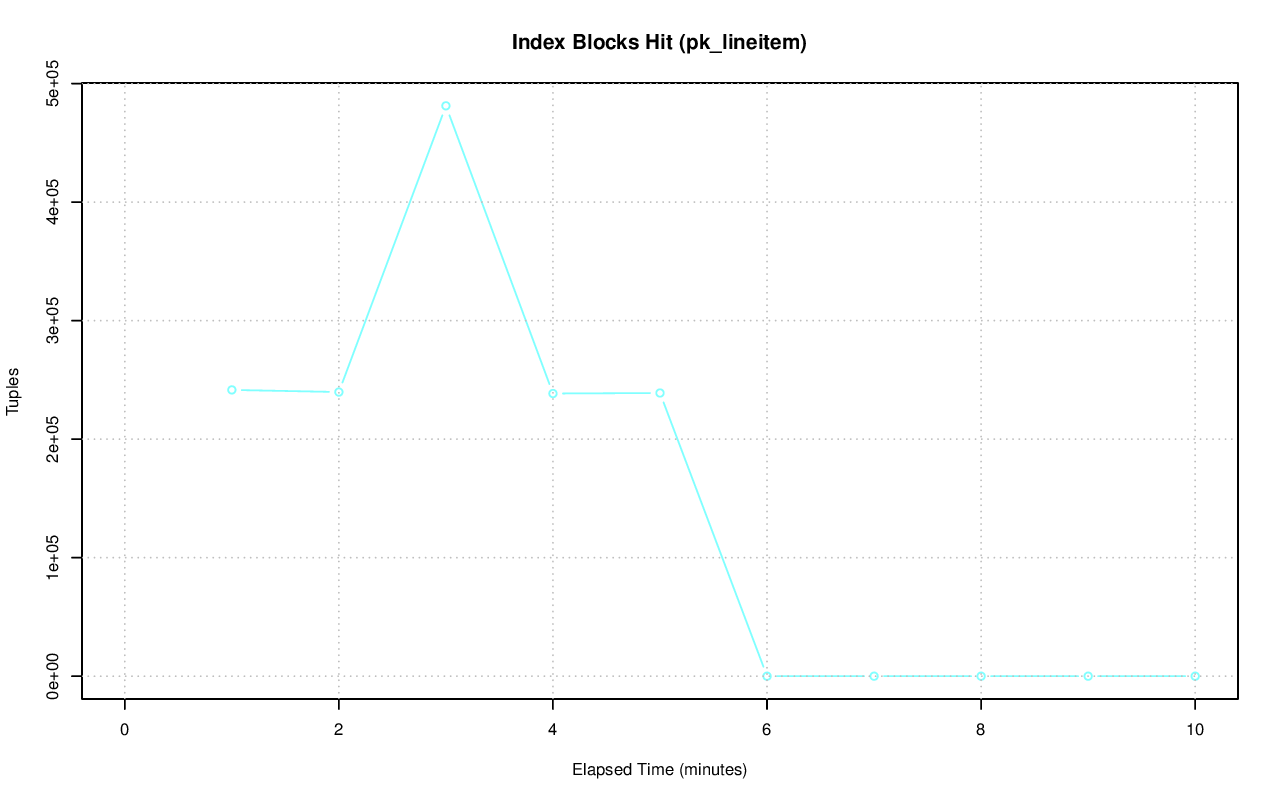 Index Blocks Hit (pk_lineitem)
Tuples
5e+05
4e+05
3e+05
2e+05
1e+05
0e+00
0 2 4 6 8 10
Elapsed Time (minutes)